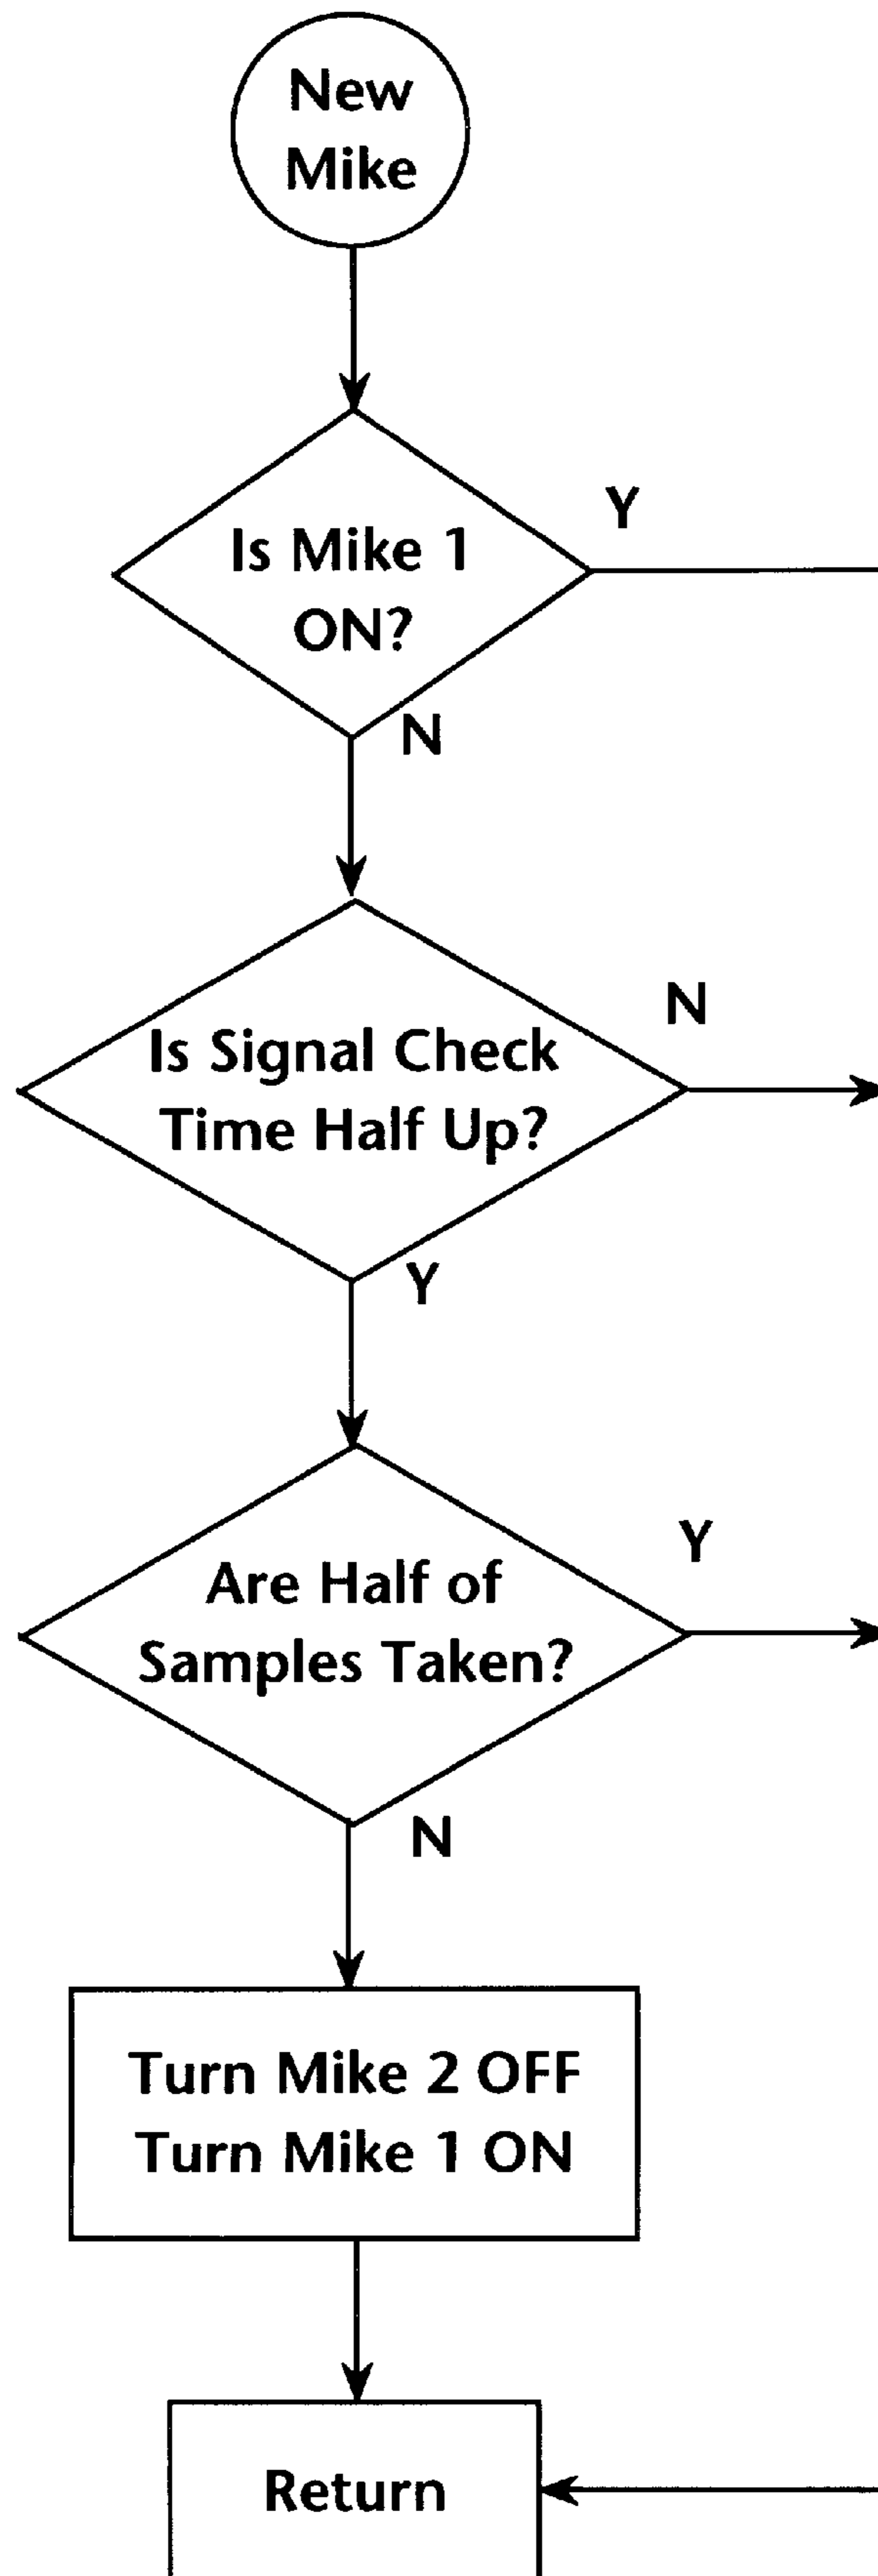 New
Mike
Is Mike 1
ON?
Y
N
Is Signal Check
Time Half Up?
N
Y
Are Half of
Samples Taken?
Y
N
Turn Mike 2 OFF
Turn Mike 1 ON
Return